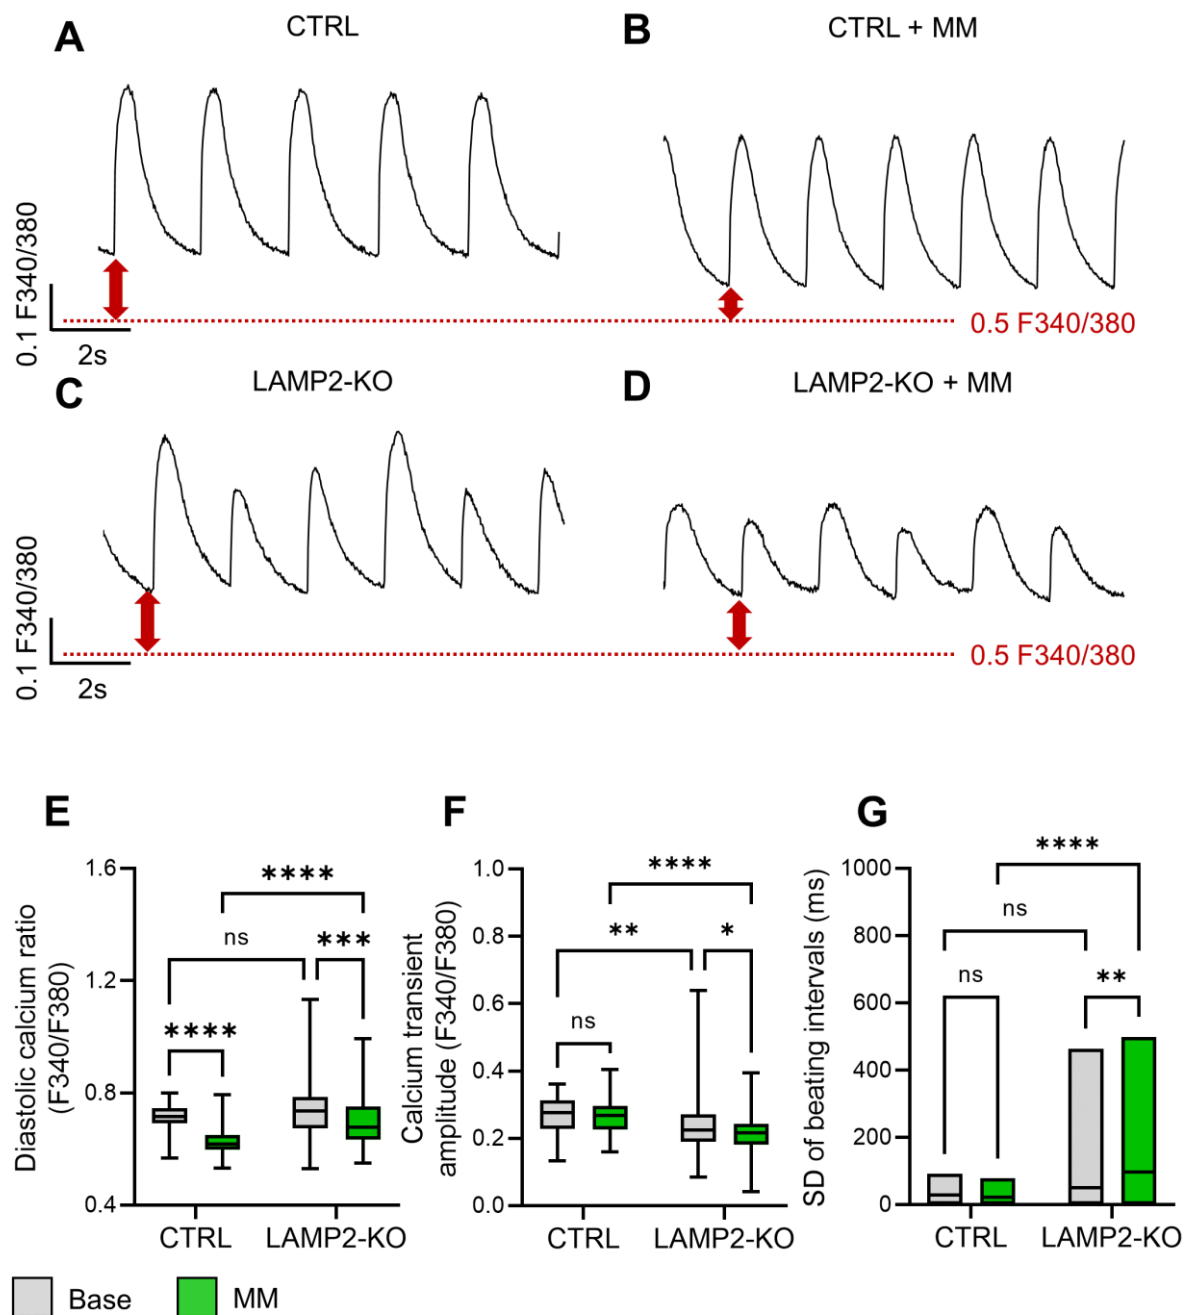 A
CTRL
B
CTRL + MM
0.1 F340/380
2s
0.5 F340/380
C
LAMP2-KO
D
LAMP2-KO + MM
0.1 F340/380
2s
0.5 F340/380
E
Diastolic calcium ratio
(F340/F380)
1.6
1.2
0.8
0.4
****
ns
***
****
CTRL
LAMP2-KO
F
Calcium transient
amplitude (F340/F380)
1.0
0.8
0.6
0.4
0.2
0.0
****
**
*
ns
CTRL
LAMP2-KO
G
SD of beating intervals (ms)
1000
800
600
400
200
0
****
ns
ns
**
CTRL
LAMP2-KO
Base
MM